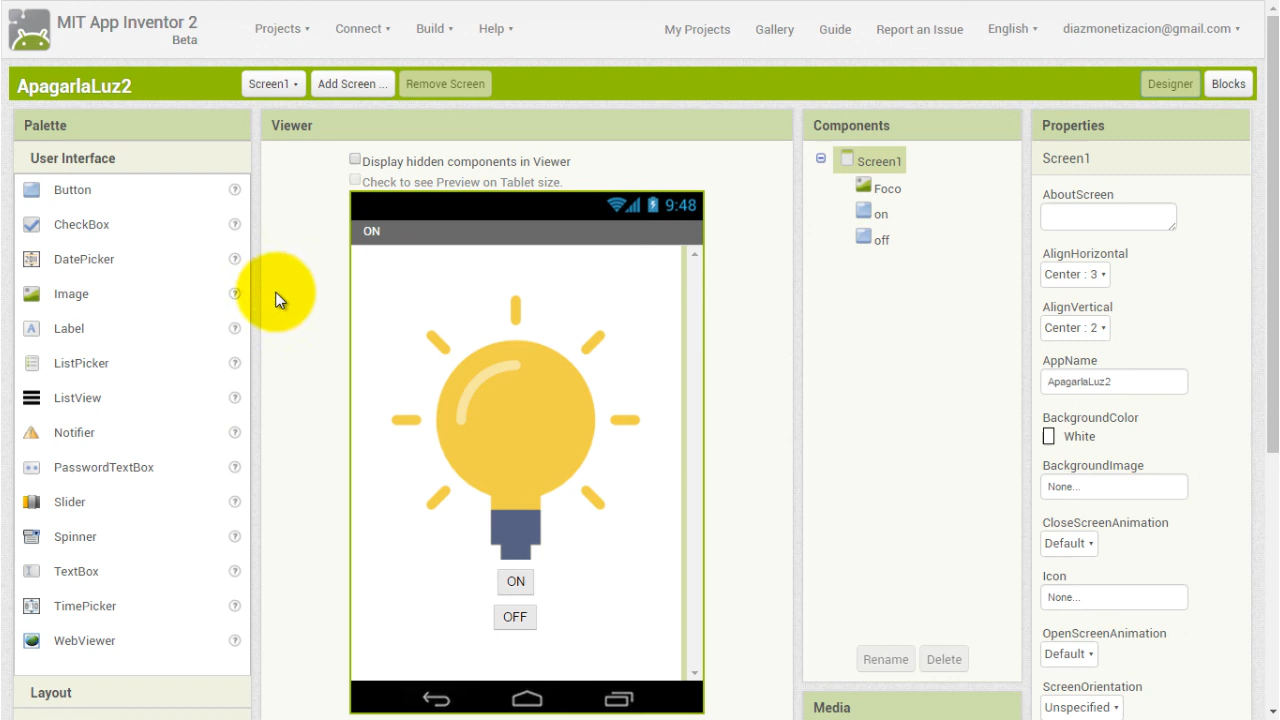 MIT App Inventor 2
Beta
Projects
Connect
Build
Help
My Projects
Gallery
Guide
Report an Issue
English
diazmonetizacion@gmail.com
ApagarlaLuz2
Screen1
Add Screen ...
Remove Screen
Designer
Blocks
Palette
User Interface
Button
CheckBox
DatePicker
Image
Label
ListPicker
ListView
Notifier
PasswordTextBox
Slider
Spinner
TextBox
TimePicker
WebViewer
Layout
Viewer
Display hidden components in Viewer
Check to see Preview on Tablet size.
9:48
ON
ON
OFF
Components
Screen1
Foco
on
off
Rename
Delete
Media
Properties
Screen1
AboutScreen
AlignHorizontal
Center : 3
AlignVertical
Center : 2
AppName
ApagarlaLuz2
BackgroundColor
White
BackgroundImage
None...
CloseScreenAnimation
Default
Icon
None...
OpenScreenAnimation
Default
ScreenOrientation
Unspecified